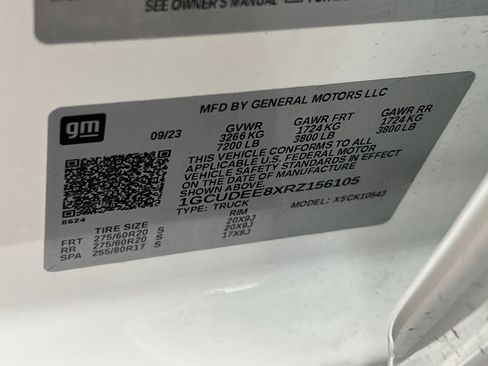 SEE OWNER'S MANUAL
MFD BY GENERAL MOTORS LLC
gm
09/23
GVWR GAWR FRT GAWR RR
3266 KG 1724 KG 1724 KG
7200 LB 3800 LB 3800 LB
THIS VEHICLE CONFORMS TO ALL
APPLICABLE U.S. FEDERAL MOTOR
VEHICLE SAFETY STANDARDS IN EFFECT
ON THE DATE OF MANUFACTURE
SHOWN ABOVE.
1GCUDEE8XRZ156105
TYPE: TRUCK MODEL: X5CK10543
8624
TIRE SIZE RIM
FRT 275/60R20 S 20X9J
RR 275/60R20 S 20X9J
SPA 255/80R17 S 17X8J